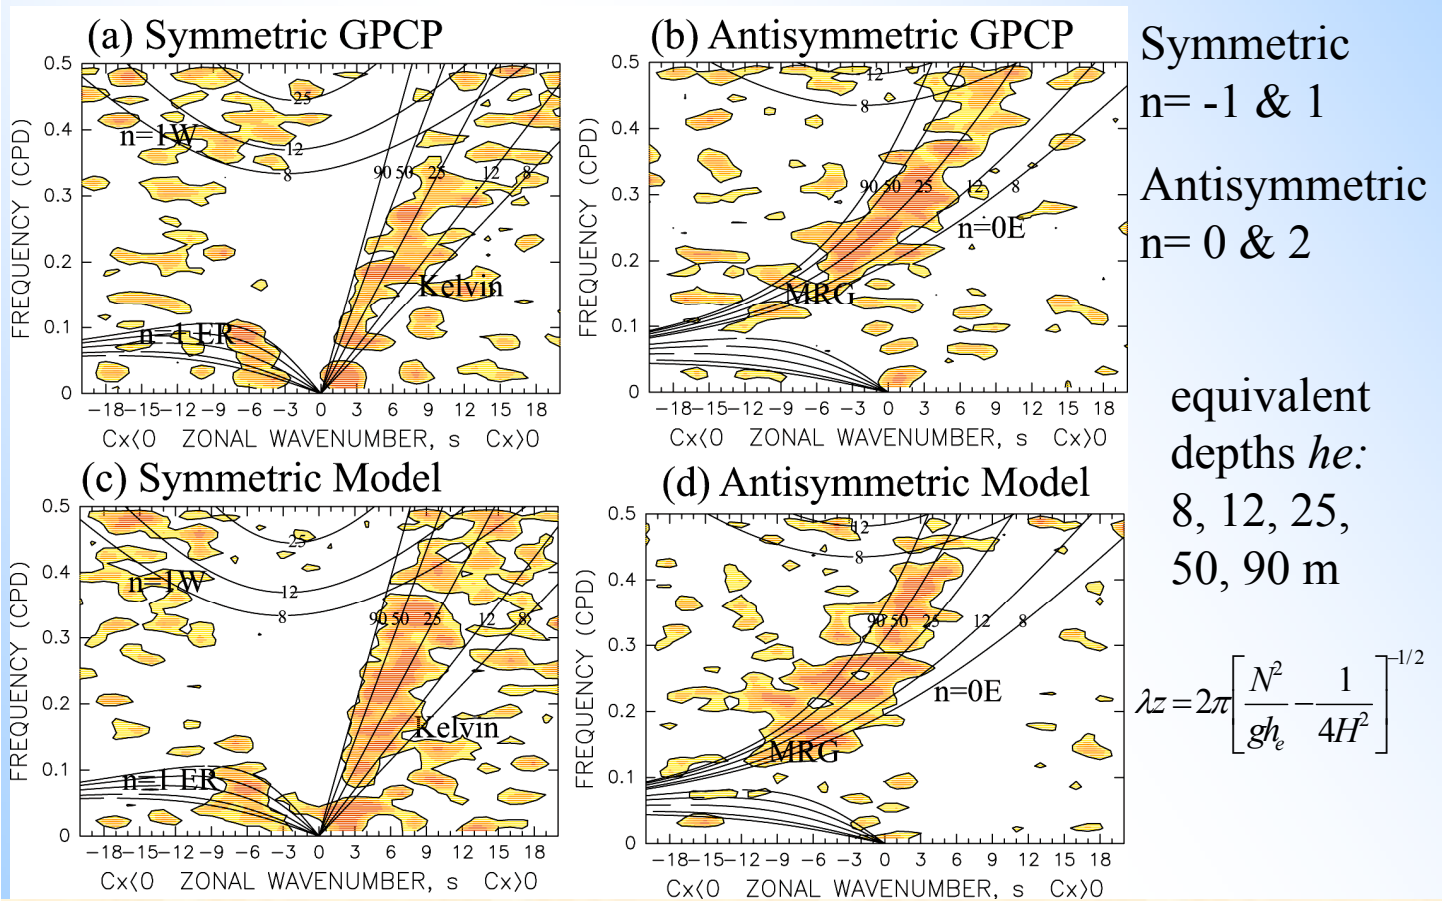 (a) Symmetric GPCP
0.5
0.4
0.3
0.2
0.1
0
FREQUENCY (CPD)
25
n=1W
12
8
90 50 25 12 8
Kelvin
n=1 ER
-18 -15 -12 -9 -6 -3 0 3 6 9 12 15 18
Cx<0 ZONAL WAVENUMBER, s Cx>0
(b) Antisymmetric GPCP
0.5
0.4
0.3
0.2
0.1
0
FREQUENCY (CPD)
12
8
90 50 25 12 8
n=0E
MRG
-18 -15 -12 -9 -6 -3 0 3 6 9 12 15 18
Cx<0 ZONAL WAVENUMBER, s Cx>0
(c) Symmetric Model
0.5
0.4
0.3
0.2
0.1
0
FREQUENCY (CPD)
25
n=1W
12
8
90 50 25 12 8
Kelvin
n=1 ER
-18 -15 -12 -9 -6 -3 0 3 6 9 12 15 18
Cx<0 ZONAL WAVENUMBER, s Cx>0
(d) Antisymmetric Model
0.5
0.4
0.3
0.2
0.1
0
FREQUENCY (CPD)
12
8
90 50 25 12 8
n=0E
MRG
-18 -15 -12 -9 -6 -3 0 3 6 9 12 15 18
Cx<0 ZONAL WAVENUMBER, s Cx>0
Symmetric
n= -1 & 1
Antisymmetric
n= 0 & 2
equivalent
depths he:
8, 12, 25,
50, 90 m
λz = 2π[N²/ghₑ − 1/4H²]^−1/2